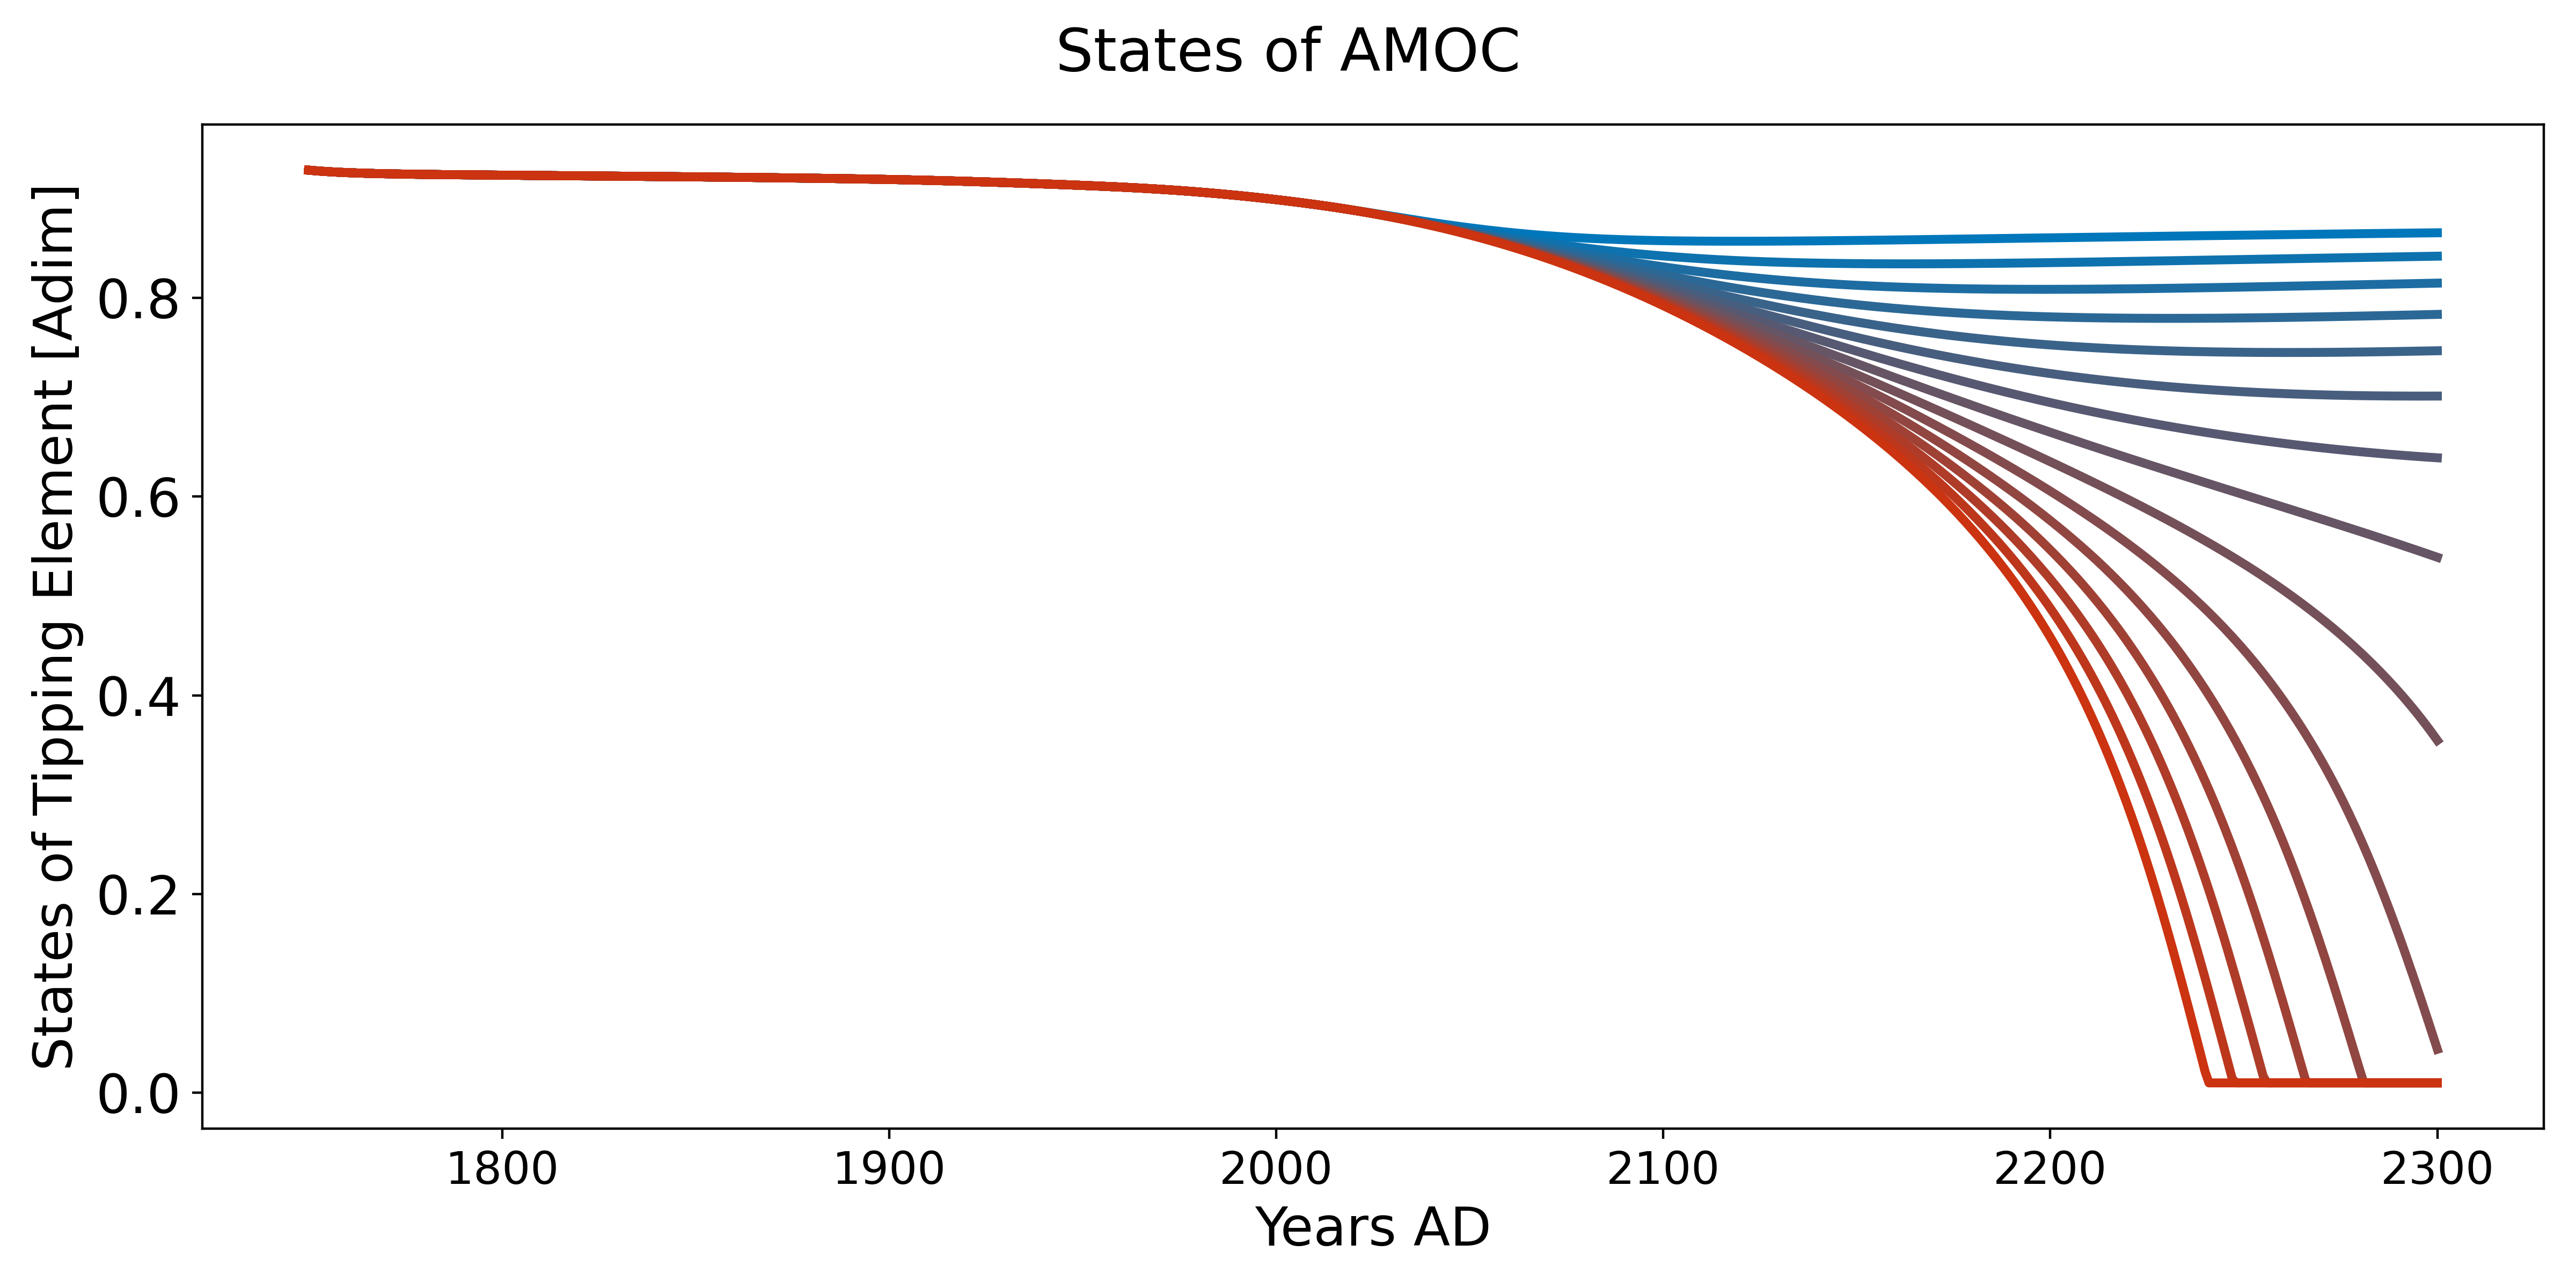 States of AMOC
States of Tipping Element [Adim]
0.8
0.6
0.4
0.2
0.0
1800 1900 2000 2100 2200 2300
Years AD